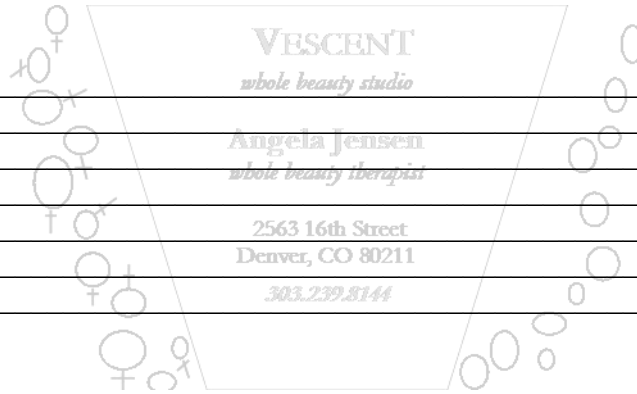 VESCENT
whole beauty studio
Angela Jensen
whole beauty therapist
2563 16th Street
Denver, CO 80211
303.239.8144